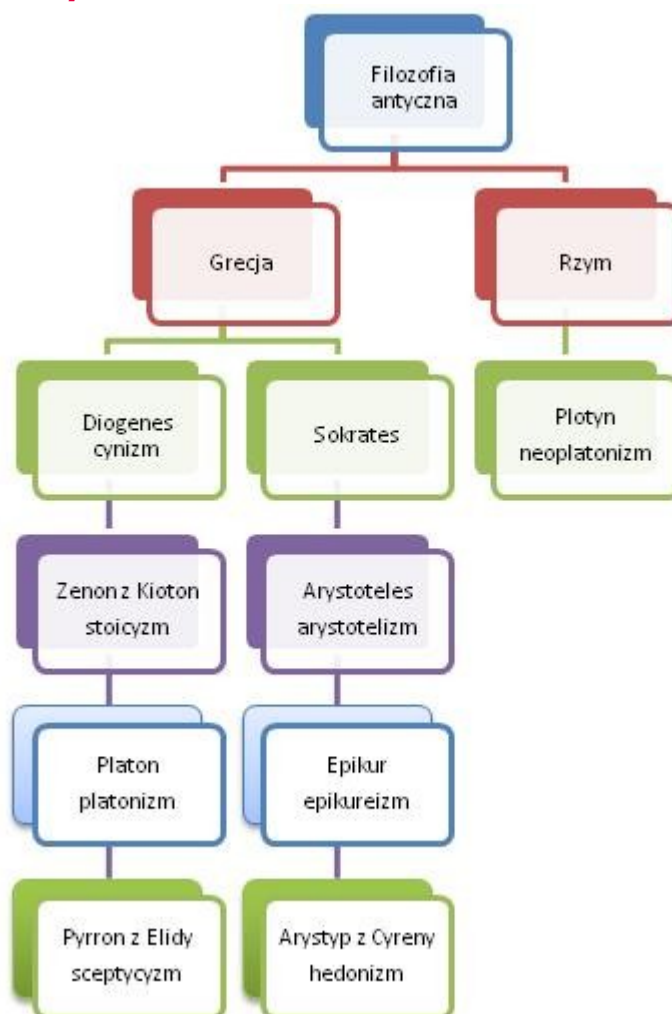 Filozofia
antyczna
Grecja
Rzym
Diogenes
cynizm
Sokrates
Plotyn
neoplatonizm
Zenon z Kioton
stoicyzm
Arystoteles
arystotelizm
Platon
platonizm
Epikur
epikureizm
Pyrron z Elidy
sceptycyzm
Arystyp z Cyreny
hedonizm